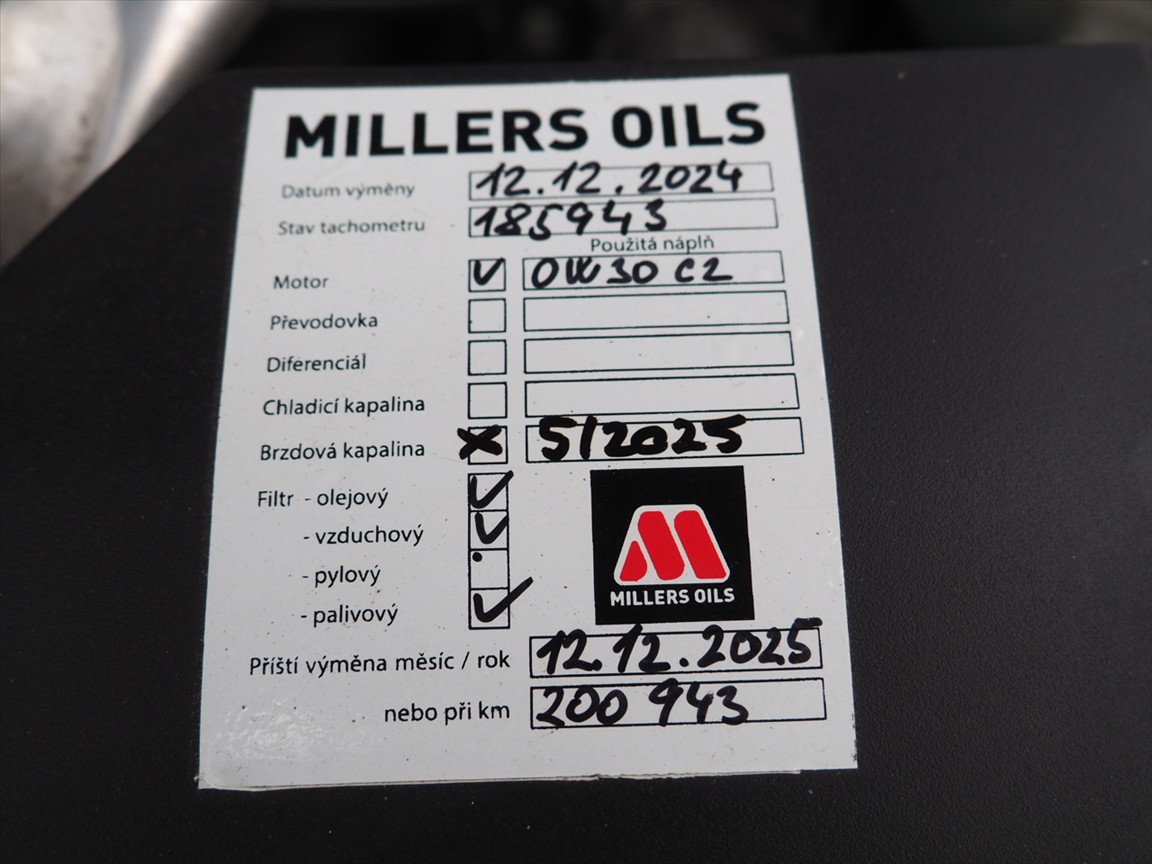 MILLERS OILS
Datum výměny 12.12.2024
Stav tachometru 185943
Použitá náplň
Motor ✓ 0W30 C2
Převodovka
Diferenciál
Chladicí kapalina
Brzdová kapalina X 5/2025
Filtr - olejový ✓
- vzduchový ✓
- pylový
- palivový ✓
MILLERS OILS
Příští výměna měsíc / rok 12.12.2025
nebo při km 200 943